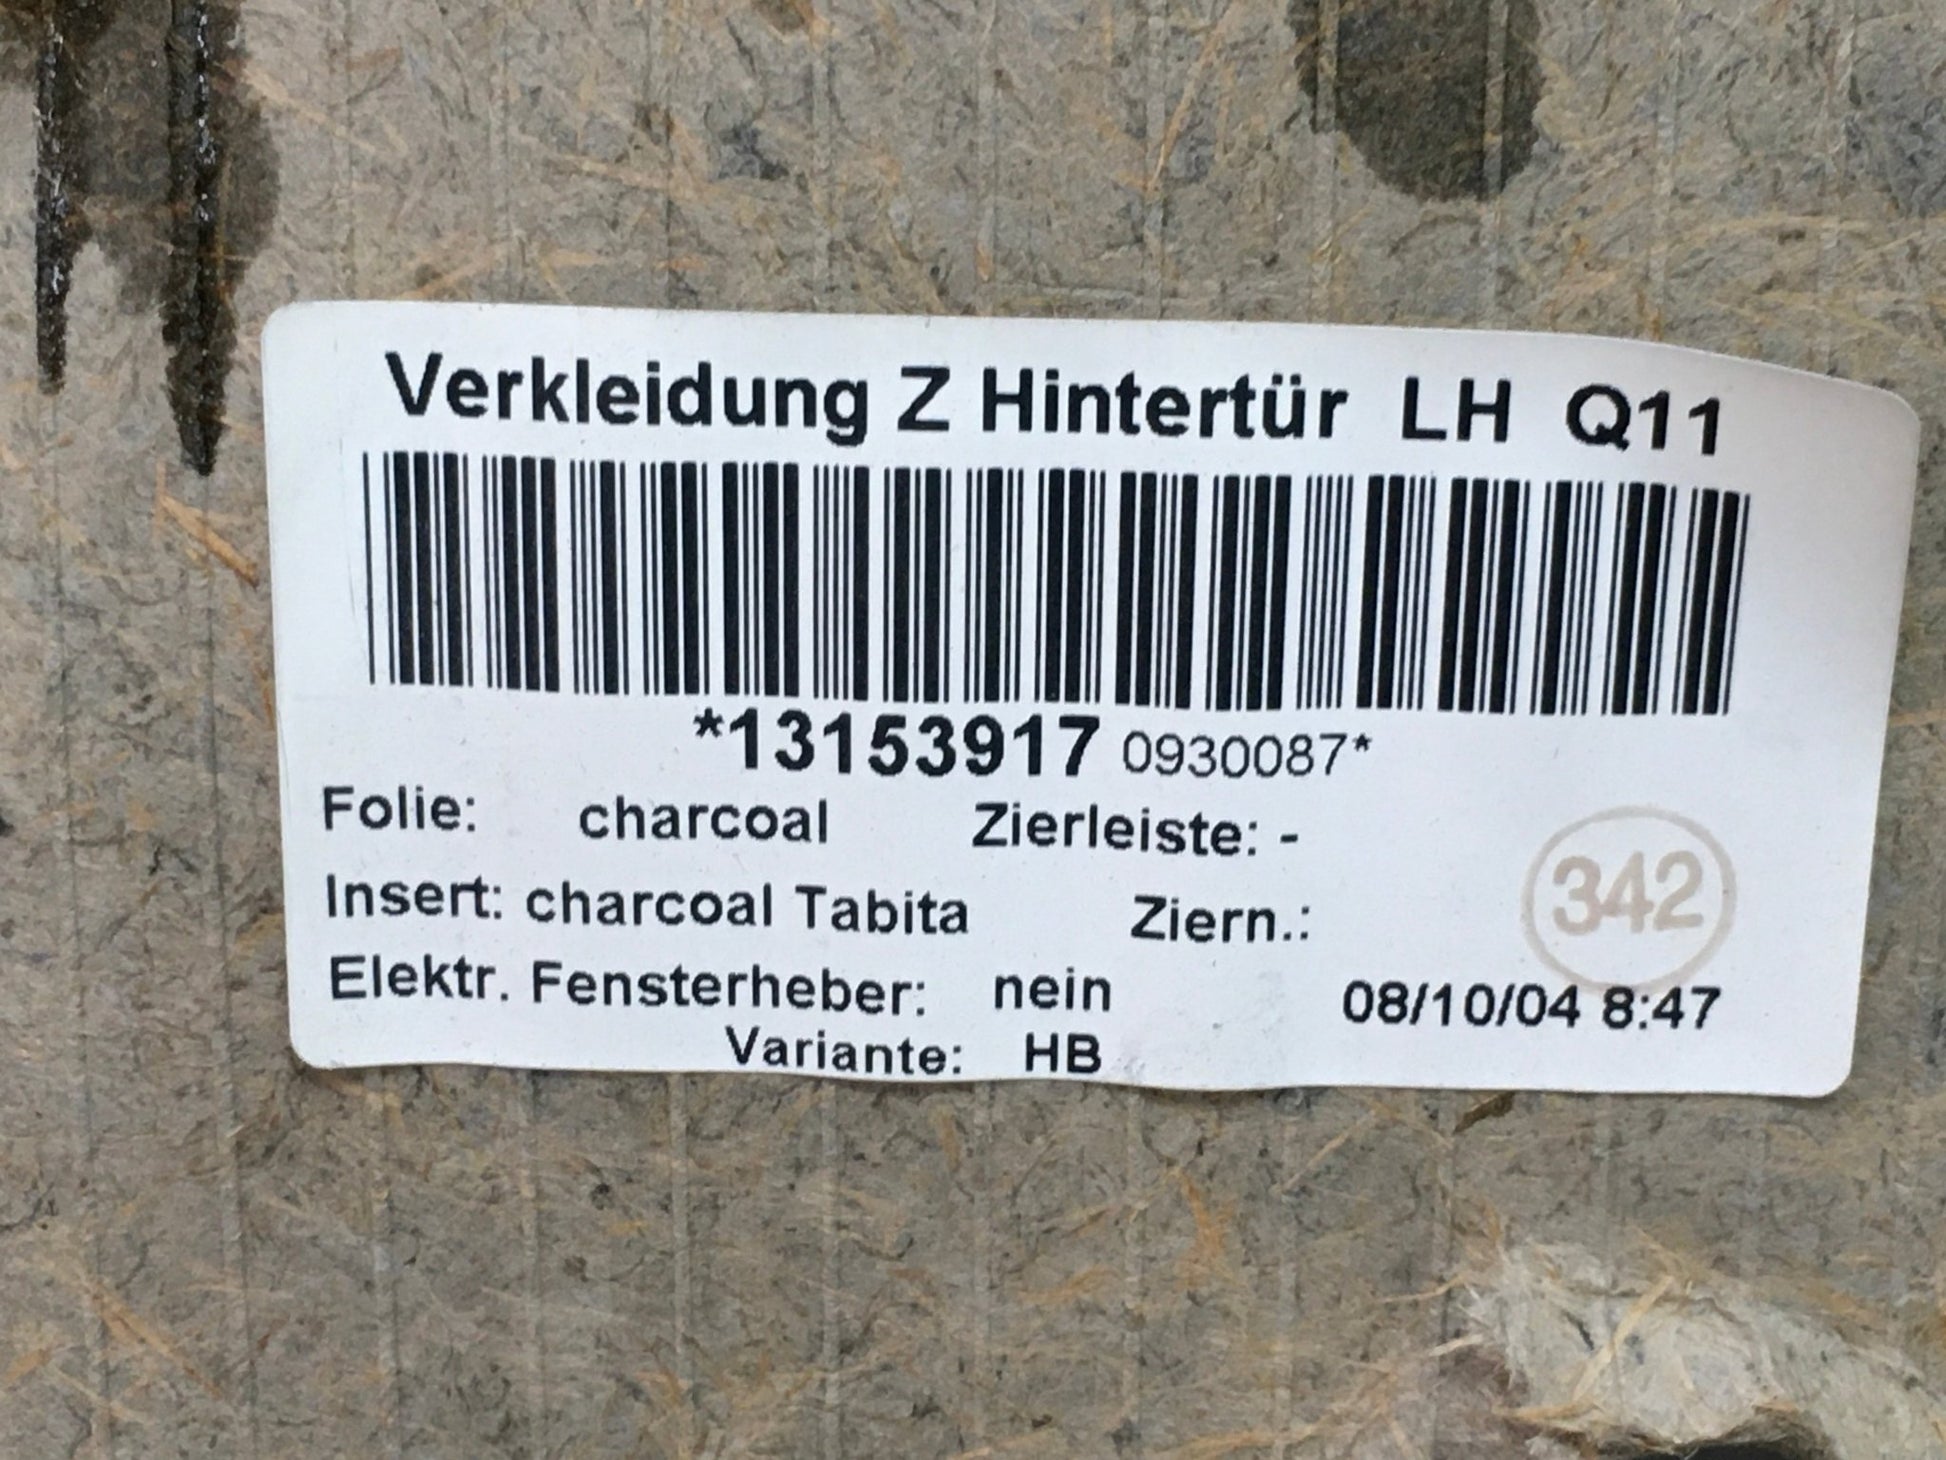 Verkleidung Z Hintertür LH Q11
*13153917 0930087*
Folie: charcoal Zierleiste: -
Insert: charcoal Tabita Ziern.:
342
Elektr. Fensterheber: nein 08/10/04 8:47
Variante: HB